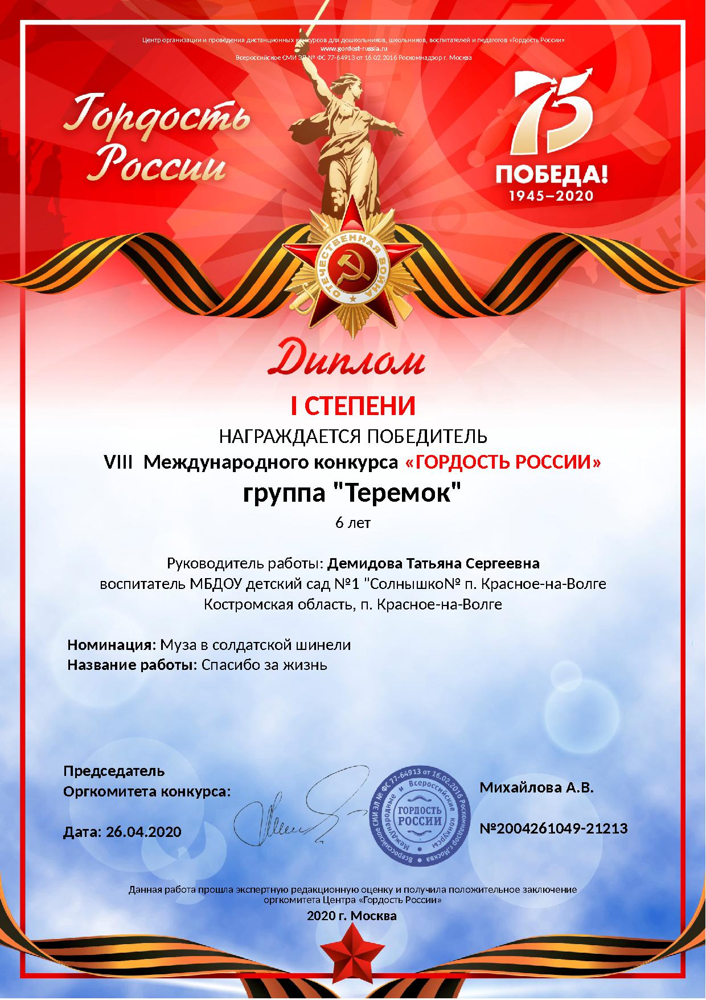 Центр организации и проведения дистанционных конкурсов для дошкольников, школьников, воспитателей и педагогов «Гордость России»
www.gordost-russia.ru
Всероссийское СМИ ЭЛ № ФС 77-64913 от 16.02.2016 Роскомнадзор г. Москва
Гордость
России
75
ПОБЕДА!
1945–2020
ОТЕЧЕСТВЕННАЯ ВОЙНА
Диплом
I СТЕПЕНИ
НАГРАЖДАЕТСЯ ПОБЕДИТЕЛЬ
VIII Международного конкурса «ГОРДОСТЬ РОССИИ»
группа "Теремок"
6 лет
Руководитель работы: Демидова Татьяна Сергеевна
воспитатель МБДОУ детский сад №1 "Солнышко№ п. Красное-на-Волге
Костромская область, п. Красное-на-Волге
Номинация: Муза в солдатской шинели
Название работы: Спасибо за жизнь
Председатель
Оргкомитета конкурса:
Дата: 26.04.2020
Всероссийское СМИ ЭЛ № ФС 77-64913 от 16.02.2016 Роскомнадзор г.Москва
Международные и Всероссийские конкурсы
ГОРДОСТЬ
РОССИИ
Михайлова А.В.
№2004261049-21213
Данная работа прошла экспертную редакционную оценку и получила положительное заключение
оргкомитета Центра «Гордость России»
2020 г. Москва